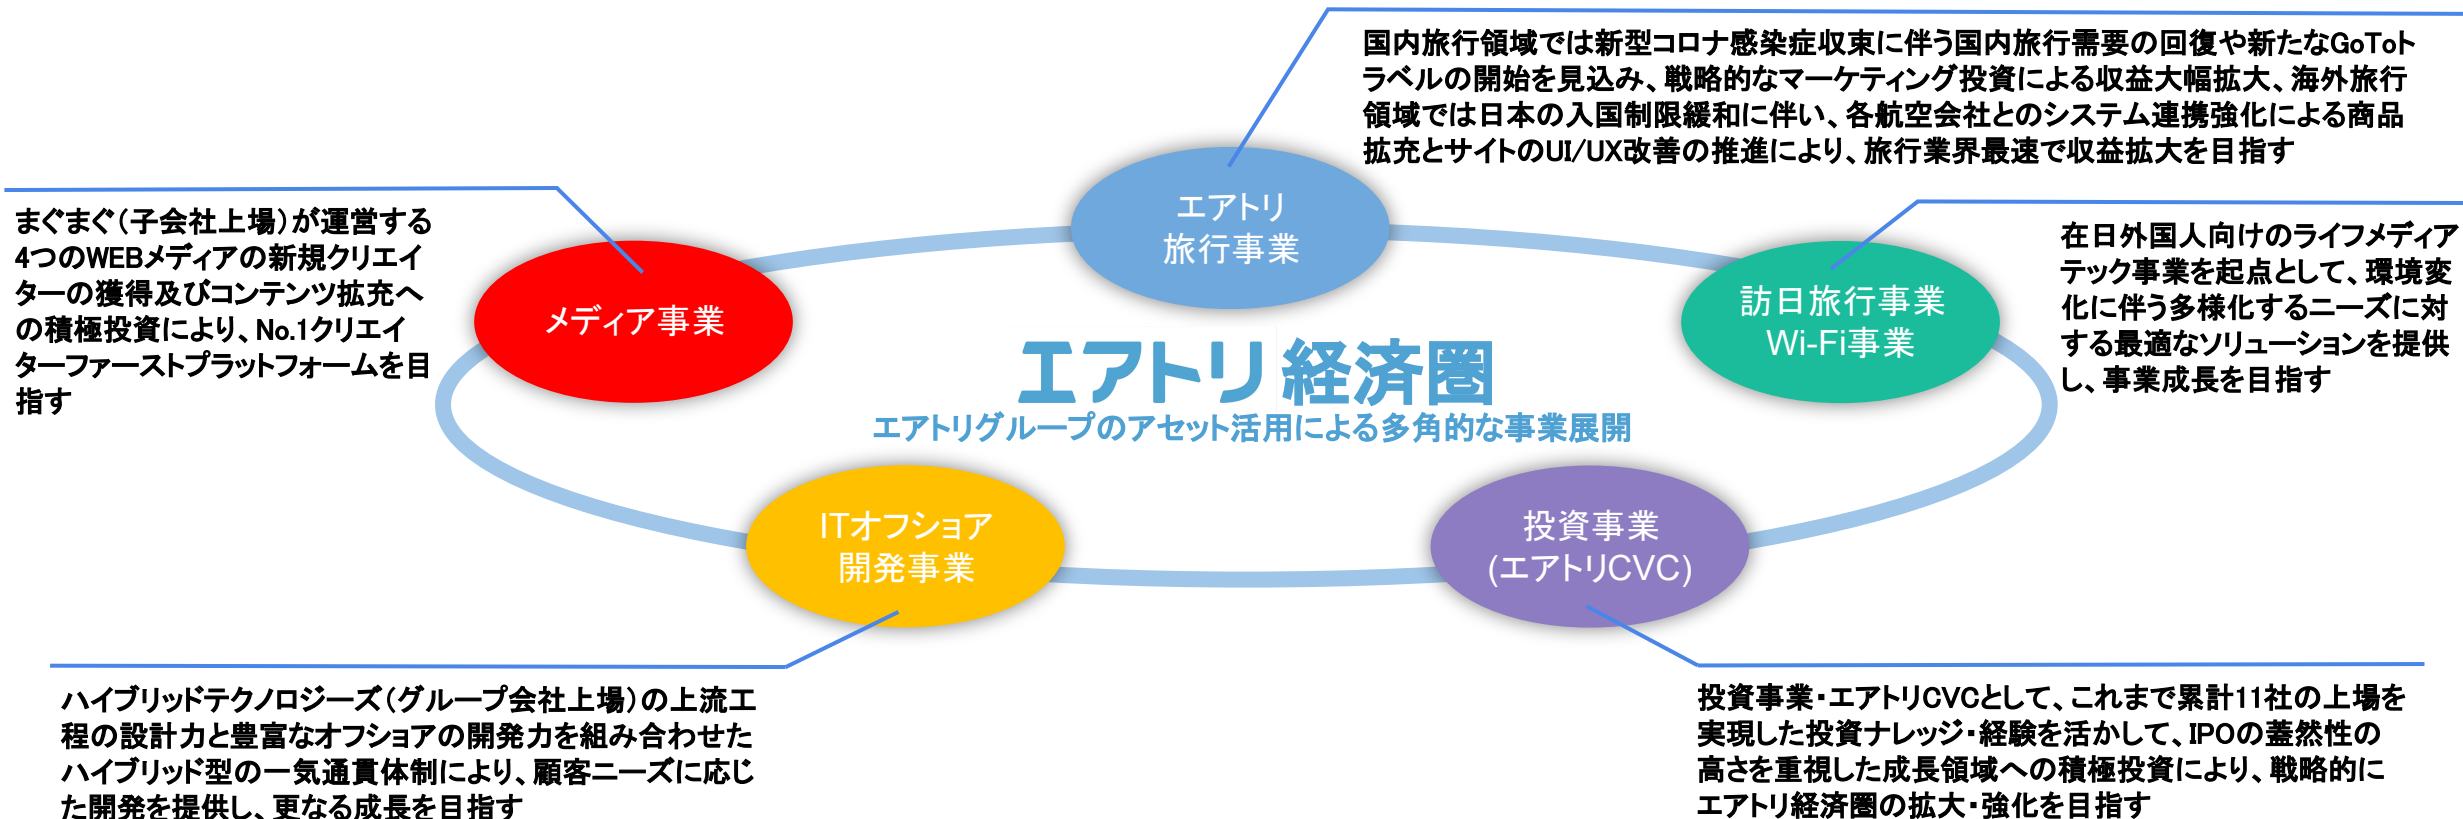 国内旅行領域では新型コロナ感染症収束に伴う国内旅行需要の回復や新たなGoToト
ラベルの開始を見込み、戦略的なマーケティング投資による収益大幅拡大、海外旅行
領域では日本の入国制限緩和に伴い、各航空会社とのシステム連携強化による商品
拡充とサイトのUI/UX改善の推進により、旅行業界最速で収益拡大を目指す
エアトリ
旅行事業
まぐまぐ（子会社上場）が運営する
4つのWEBメディアの新規クリエイ
ターの獲得及びコンテンツ拡充へ
の積極投資により、No.1クリエイ
ターファーストプラットフォームを目
指す
メディア事業
訪日旅行事業
Wi-Fi事業
在日外国人向けのライフメディア
テック事業を起点として、環境変
化に伴う多様化するニーズに対
する最適なソリューションを提供
し、事業成長を目指す
エアトリ 経済圏
エアトリグループのアセット活用による多角的な事業展開
ITオフショア
開発事業
投資事業
(エアトリCVC)
ハイブリッドテクノロジーズ（グループ会社上場）の上流工
程の設計力と豊富なオフショアの開発力を組み合わせた
ハイブリッド型の一気通貫体制により、顧客ニーズに応じ
た開発を提供し、更なる成長を目指す
投資事業・エアトリCVCとして、これまで累計11社の上場を
実現した投資ナレッジ・経験を活かして、IPOの蓋然性の
高さを重視した成長領域への積極投資により、戦略的に
エアトリ経済圏の拡大・強化を目指す